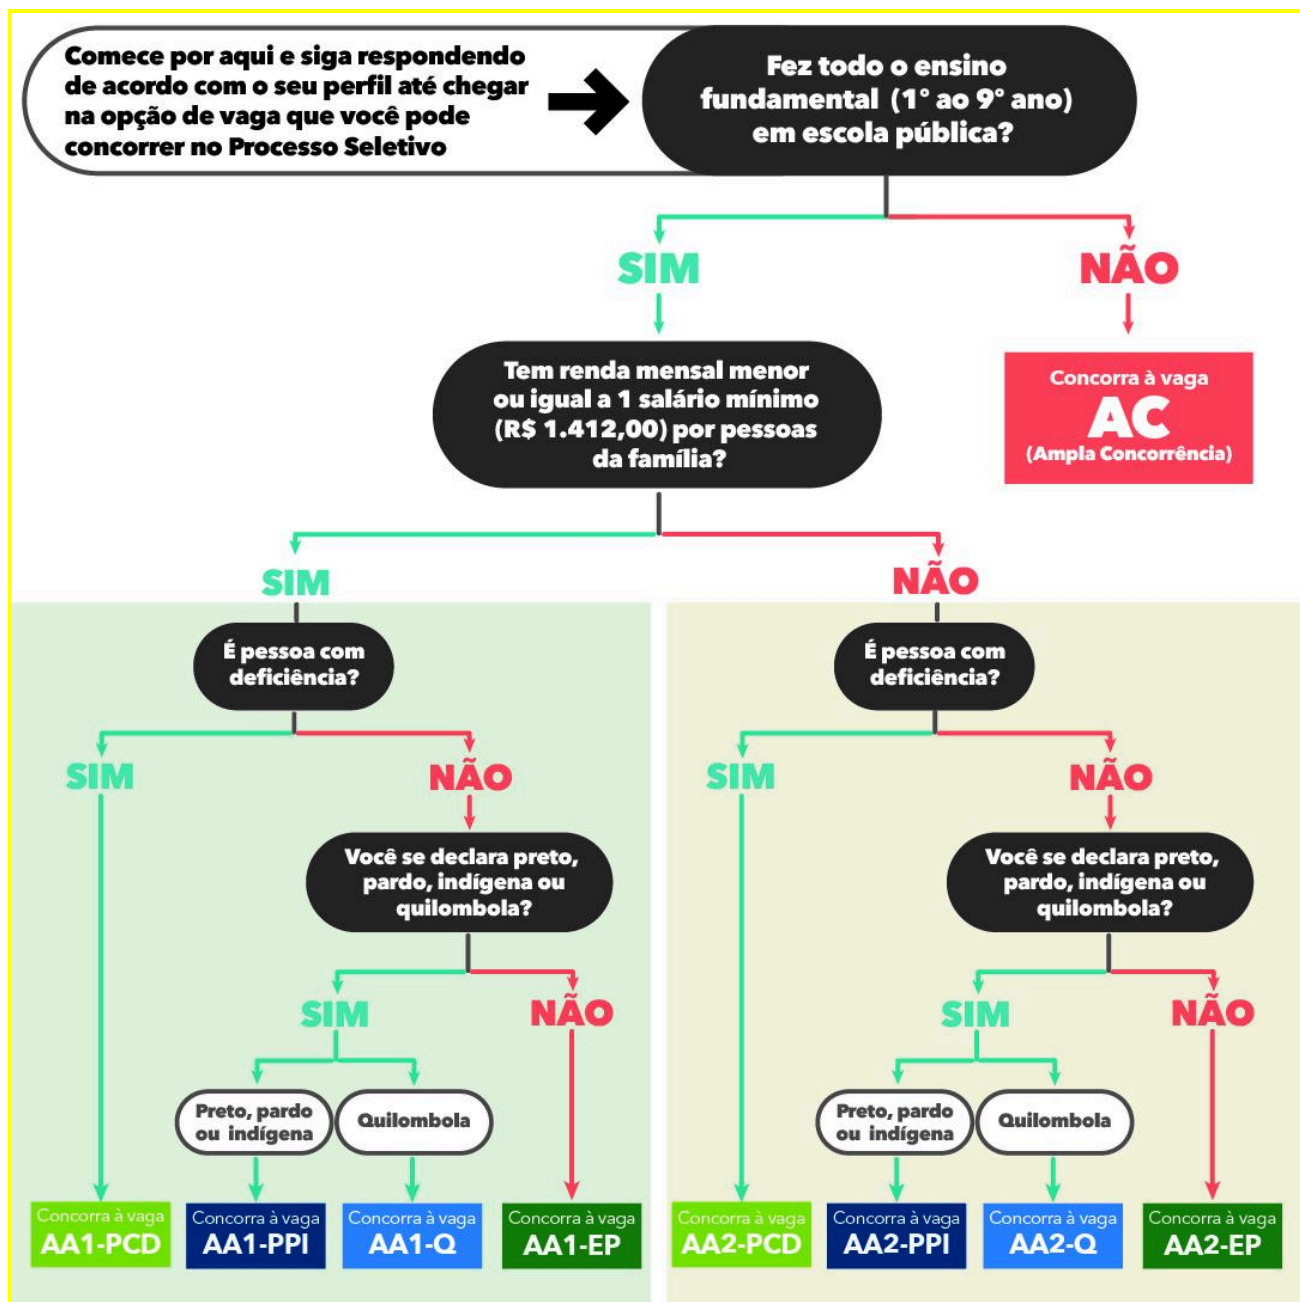 Comece por aqui e siga respondendo
de acordo com o seu perfil até chegar
na opção de vaga que você pode
concorrer no Processo Seletivo
Fez todo o ensino
fundamental (1º ao 9º ano)
em escola pública?
SIM
NÃO
Tem renda mensal menor
ou igual a 1 salário mínimo
(R$ 1.412,00) por pessoas
da família?
Concorra à vaga
AC
(Ampla Concorrência)
SIM
NÃO
É pessoa com
deficiência?
SIM
NÃO
Você se declara preto,
pardo, indígena ou
quilombola?
SIM
NÃO
Preto, pardo
ou indígena
Quilombola
Concorra à vaga
AA1-PCD
Concorra à vaga
AA1-PPI
Concorra à vaga
AA1-Q
Concorra à vaga
AA1-EP
É pessoa com
deficiência?
SIM
NÃO
Você se declara preto,
pardo, indígena ou
quilombola?
SIM
NÃO
Preto, pardo
ou indígena
Quilombola
Concorra à vaga
AA2-PCD
Concorra à vaga
AA2-PPI
Concorra à vaga
AA2-Q
Concorra à vaga
AA2-EP